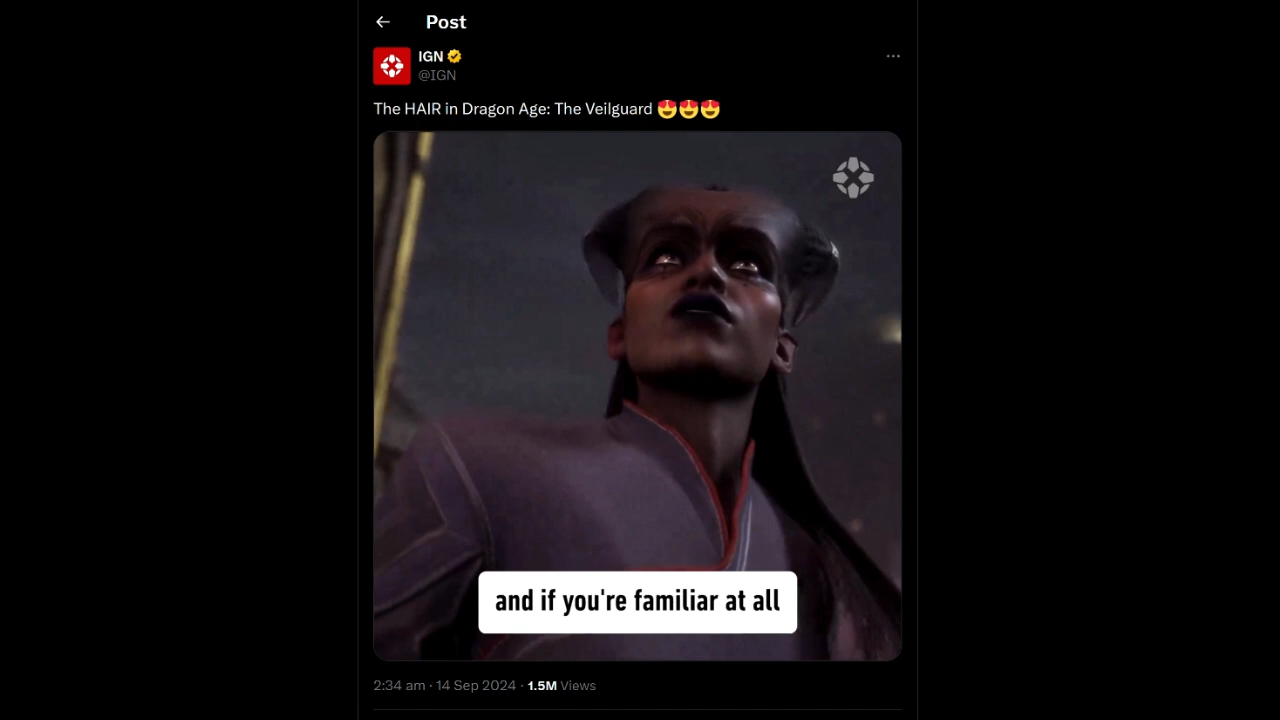 Post
IGN
@IGN
The HAIR in Dragon Age: The Veilguard 😍😍😍
and if you're familiar at all
2:34 am · 14 Sep 2024 · 1.5M Views